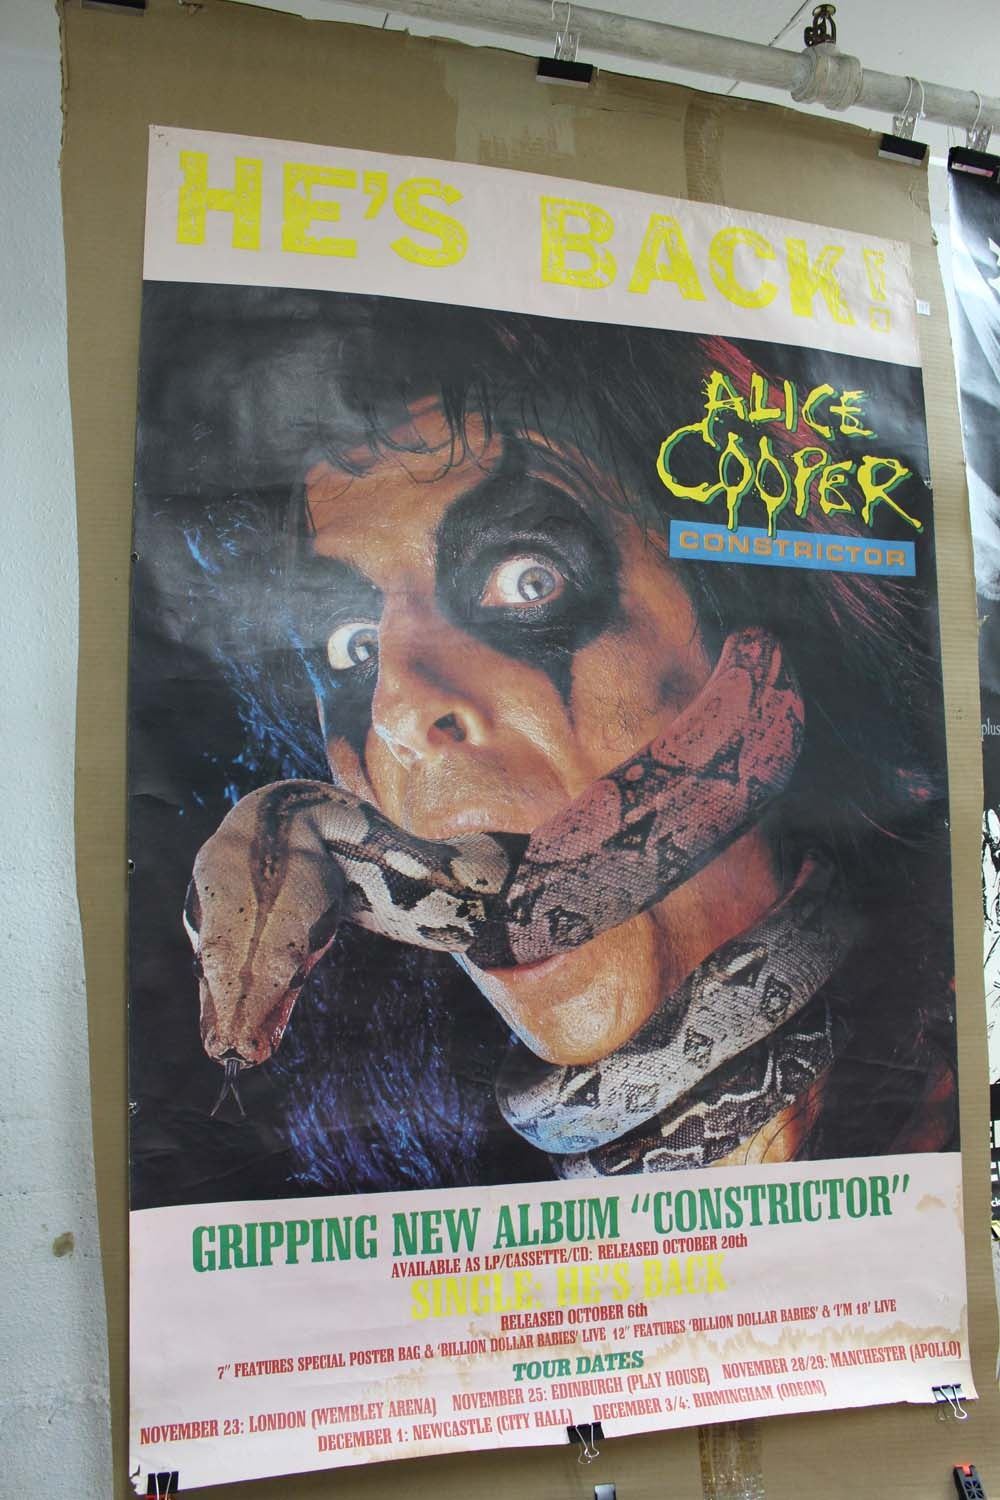 HE'S BACK!
ALICE
COOPER
CONSTRICTOR
plus
GRIPPING NEW ALBUM "CONSTRICTOR"
AVAILABLE AS LP/CASSETTE/CD: RELEASED OCTOBER 20th
SINGLE: HE'S BACK
RELEASED OCTOBER 6th
7" FEATURES SPECIAL POSTER BAG & 'BILLION DOLLAR BABIES' LIVE 12" FEATURES 'BILLION DOLLAR BABIES' & 'I'M 18' LIVE
TOUR DATES
NOVEMBER 23: LONDON (WEMBLEY ARENA) NOVEMBER 25: EDINBURGH (PLAY HOUSE) NOVEMBER 28/29: MANCHESTER (APOLLO)
DECEMBER 1: NEWCASTLE (CITY HALL) DECEMBER 3/4: BIRMINGHAM (ODEON)